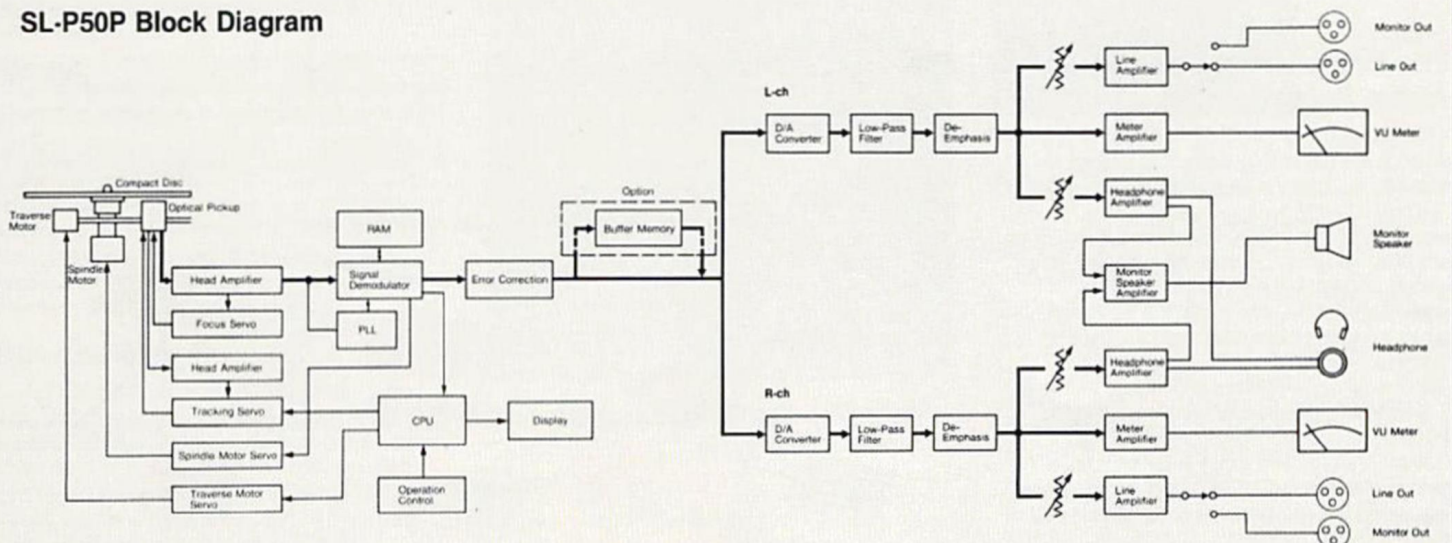 SL-P50P Block Diagram
Compact Disc
Traverse
Motor
Optical Pickup
Spindle
Motor
Head Amplifier
Focus Servo
Head Amplifier
Tracking Servo
Spindle Motor Servo
Traverse Motor
Servo
RAM
Signal
Demodulator
PLL
CPU
Operation
Control
Display
Error Correction
Option
Buffer Memory
L-ch
D/A
Converter
Low-Pass
Filter
De-
Emphasis
Line
Amplifier
Monitor Out
Line Out
Meter
Amplifier
VU Meter
Headphone
Amplifier
Monitor
Speaker
Monitor
Speaker
Amplifier
Headphone
Headphone
Amplifier
R-ch
D/A
Converter
Low-Pass
Filter
De-
Emphasis
Meter
Amplifier
VU Meter
Line
Amplifier
Line Out
Monitor Out